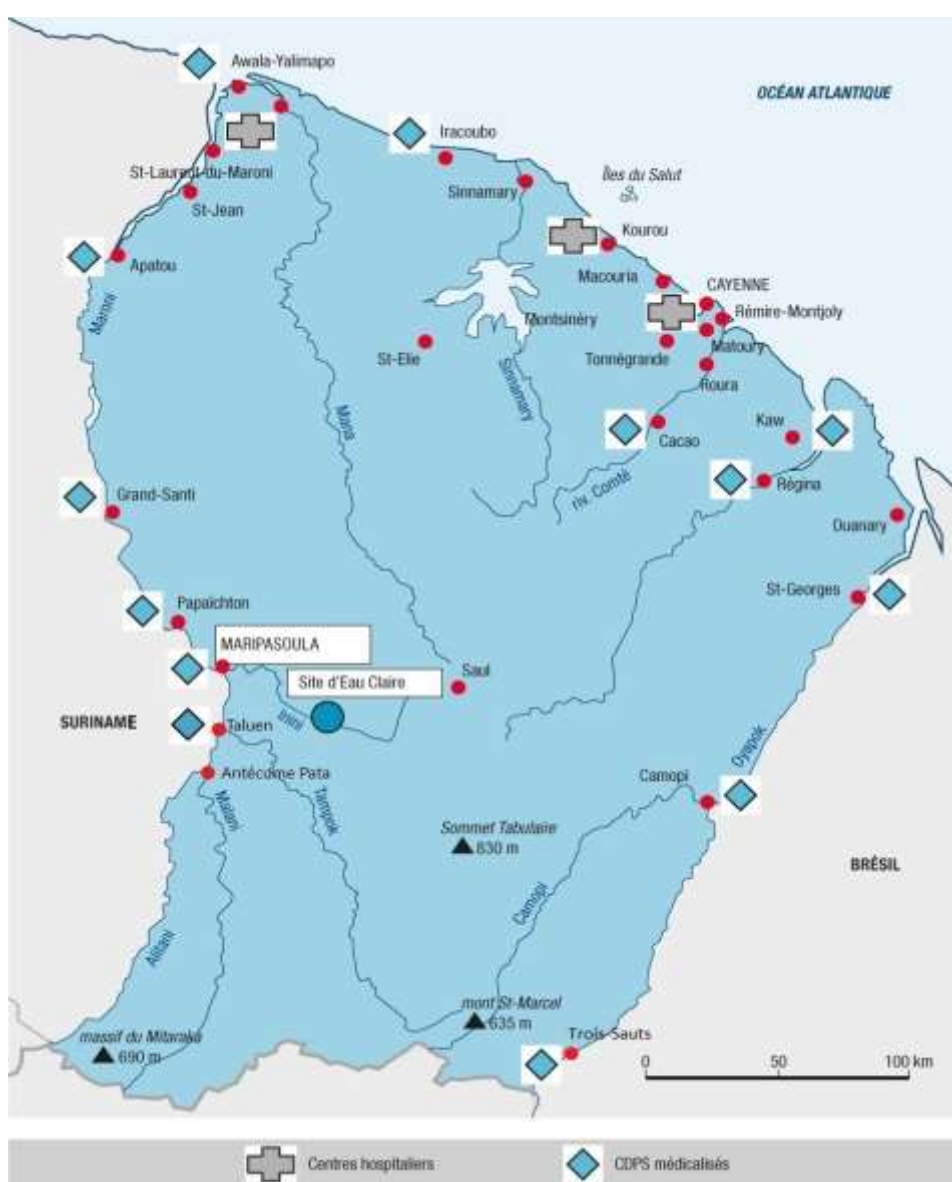 Awala-Yalimapo
OCÉAN ATLANTIQUE
Iracoubo
St-Laurent-du-Maroni
Sinnamary
Îles du Salut
St-Jean
Kourou
Apatou
Macouria
CAYENNE
Maroni
Montsinéry
Rémire-Montjoly
St-Elie
Tonnégrande
Matoury
Sinnamary
Roura
Mana
Kaw
Cacao
riv. Comté
Régina
Grand-Santi
Ouanary
St-Georges
Papaïchton
MARIPASOULA
Site d'Eau Claire
Saul
SURINAME
Inini
Taluen
Oyapok
Antécome Pata
Camopi
Malani
Tampok
Sommet Tabulaire
830 m
BRÉSIL
Camopi
Alitani
mont St-Marcel
635 m
massif du Mitaraka
690 m
Trois-Sauts
0 50 100 km
Centres hospitaliers
CDPS médicalisés